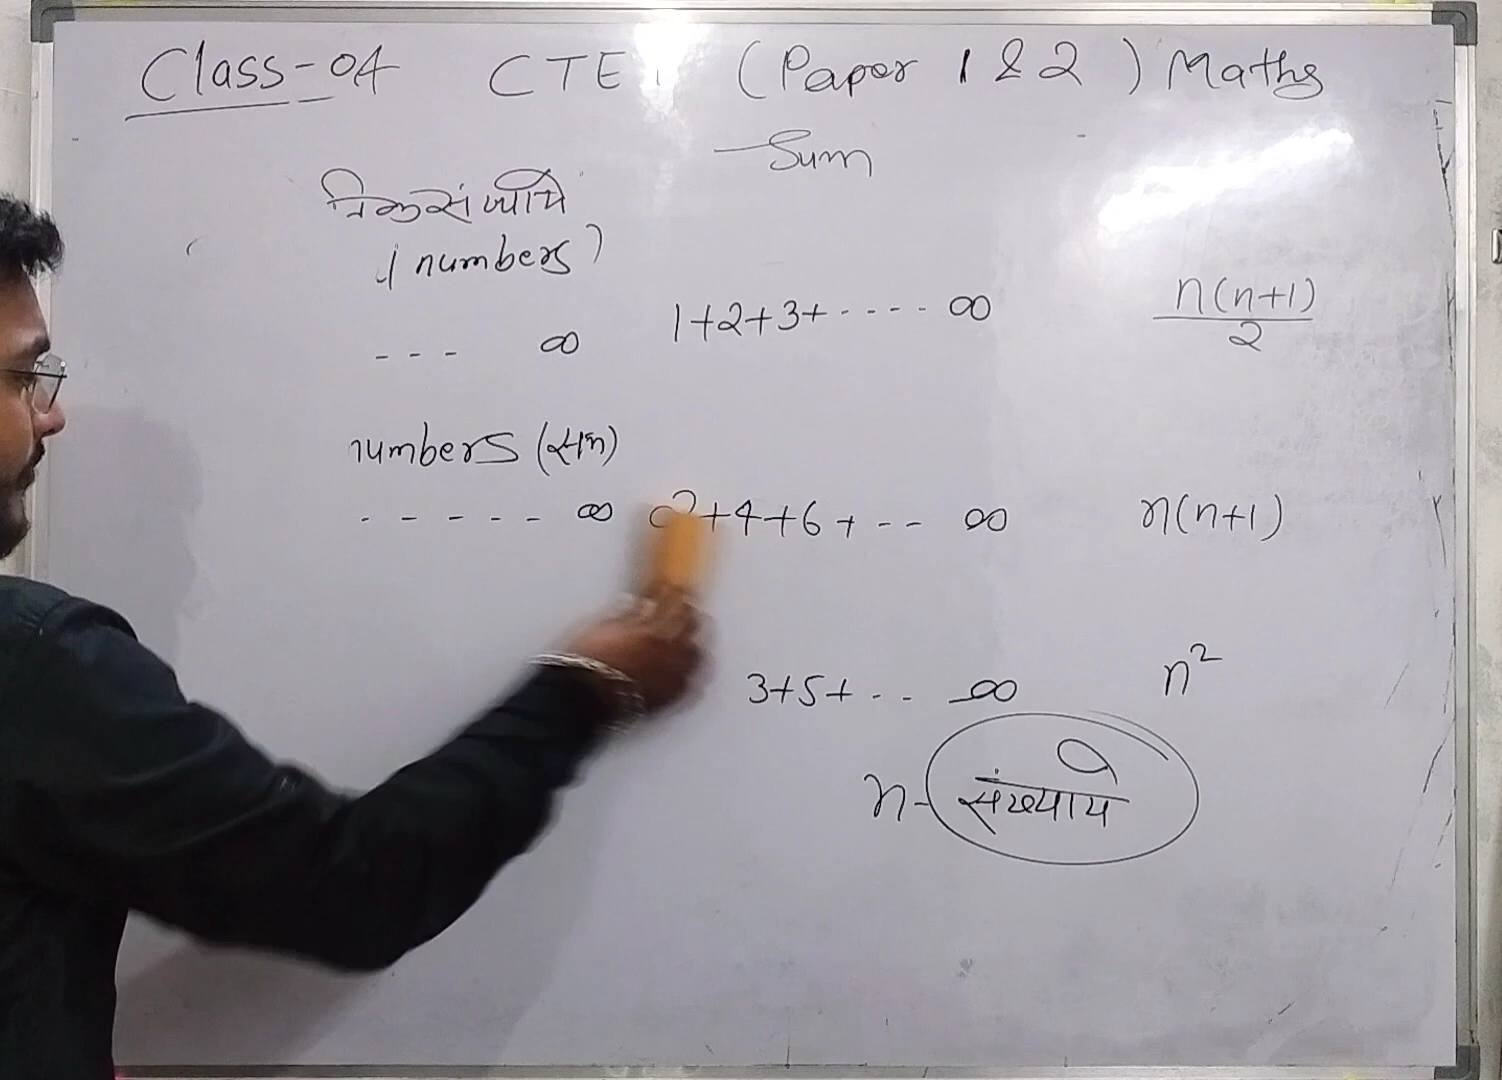 Class-04 CTET (Paper 1 & 2) Maths
Sum
(numbers)
--- ∞ 1+2+3+ ---- ∞ n(n+1)/2
numbers (सम)
----- ∞ 2+4+6+-- ∞ n(n+1)
3+5+-- ∞ n²
n-संख्याये